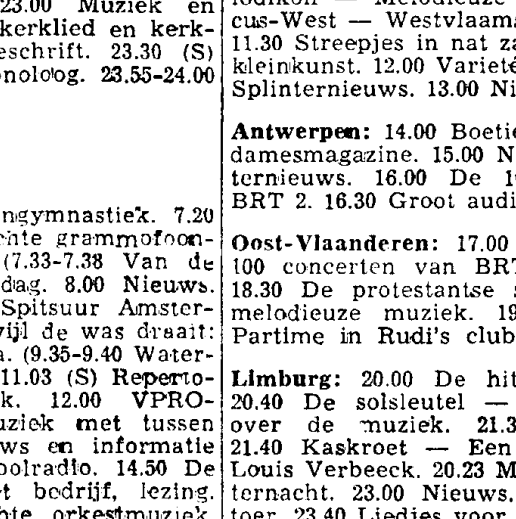 23.00 Muziek en
kerklied en kerk-
eschrift. 23.30 (S)
onoloog. 23.55-24.00
ngymnastiek. 7.20
chte grammofoon-
(7.33-7.38 Van de
dag. 8.00 Nieuws.
Spitsuur Amster-
wijl de was draait:
a. (9.35-9.40 Water-
11.03 (S) Reperto-
k. 12.00 VPRO-
uziek met tussen
ws en informatie
oolradio. 14.50 De
t bedrijf, lezing.
hte orkestmuziek
lodikon — Melodieuze
cus-West — Westvlaams
11.30 Streepjes in nat za
kleinkunst. 12.00 Varieté
Splinternieuws. 13.00 Ni
Antwerpen: 14.00 Boetie
damesmagazine. 15.00 N
ternieuws. 16.00 De 1
BRT 2. 16.30 Groot audi
Oost-Vlaanderen: 17.00
100 concerten van BRT
18.30 De protestantse s
melodieuze muziek. 19
Partime in Rudi's club
Limburg: 20.00 De hit
20.40 De solsleutel —
over de muziek. 21.3
21.40 Kaskroet — Een
Louis Verbeeck. 20.23 M
ternacht. 23.00 Nieuws.
toer. 23.40 Liedjes voor